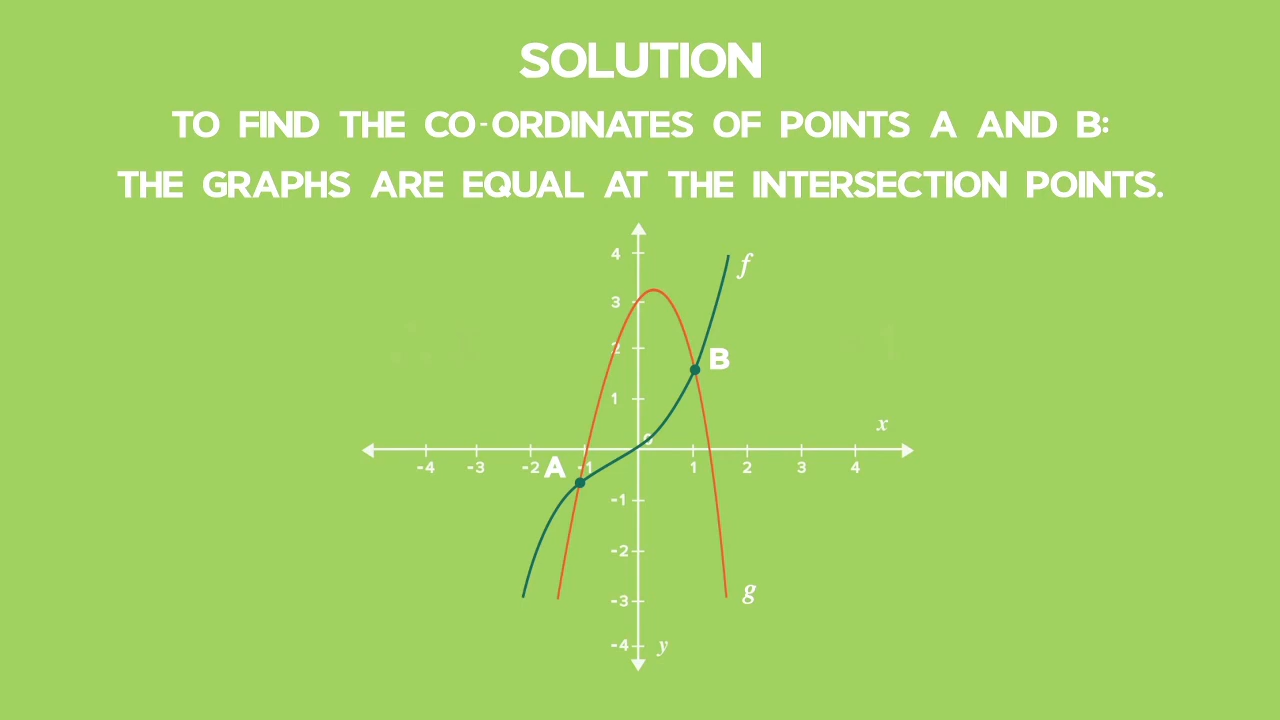 SOLUTION
TO FIND THE CO-ORDINATES OF POINTS A AND B:
THE GRAPHS ARE EQUAL AT THE INTERSECTION POINTS.
4
f
3
2
B
1
x
0
-4 -3 -2 A -1 1 2 3 4
-1
-2
-3
g
-4
y